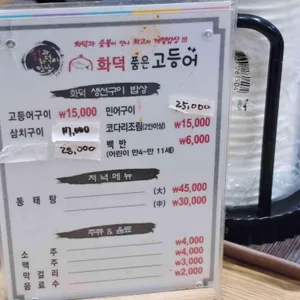 화덕과 숯불이 만나 최고의 계절밥상 !!!
화덕 품은 고등어
화덕 생선구이 밥상
고등어구이 ₩15,000
삼치구이 17,000
28,000
민어구이 25,000
코다리조림(2인이상) ₩15,000
백 반 ₩6,000
(어린이 만4~만 11세)
저녁메뉴
동 태 탕 (大) ₩45,000
(中) ₩30,000
주류 & 음료
소 주 ₩4,000
맥 주 ₩4,000
막 걸 리 ₩3,000
음 료 수 ₩2,000